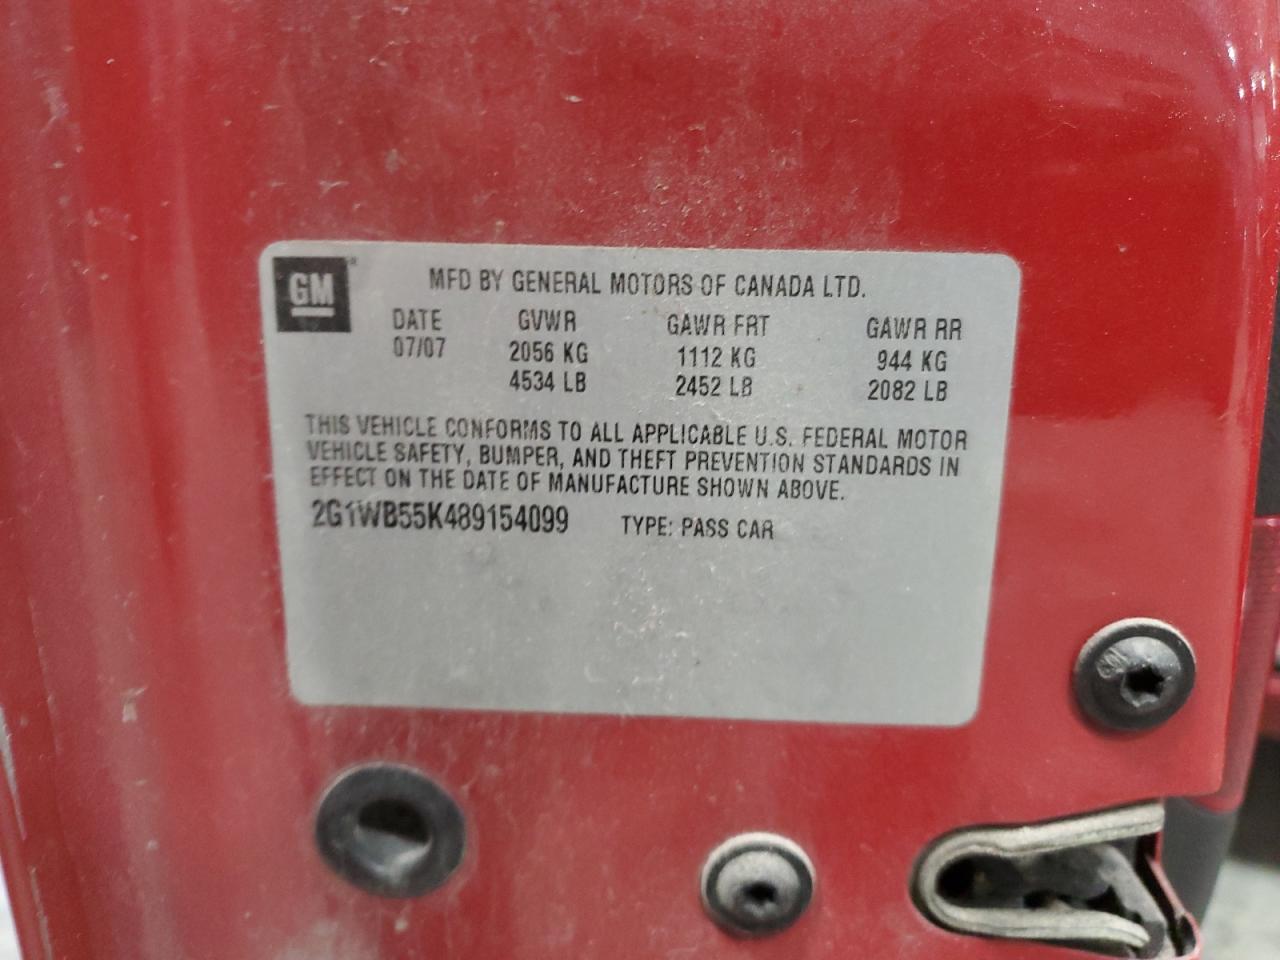 GM
MFD BY GENERAL MOTORS OF CANADA LTD.
DATE GVWR GAWR FRT GAWR RR
07/07 2056 KG 1112 KG 944 KG
4534 LB 2452 LB 2082 LB
THIS VEHICLE CONFORMS TO ALL APPLICABLE U.S. FEDERAL MOTOR
VEHICLE SAFETY, BUMPER, AND THEFT PREVENTION STANDARDS IN
EFFECT ON THE DATE OF MANUFACTURE SHOWN ABOVE.
2G1WB55K489154099 TYPE: PASS CAR